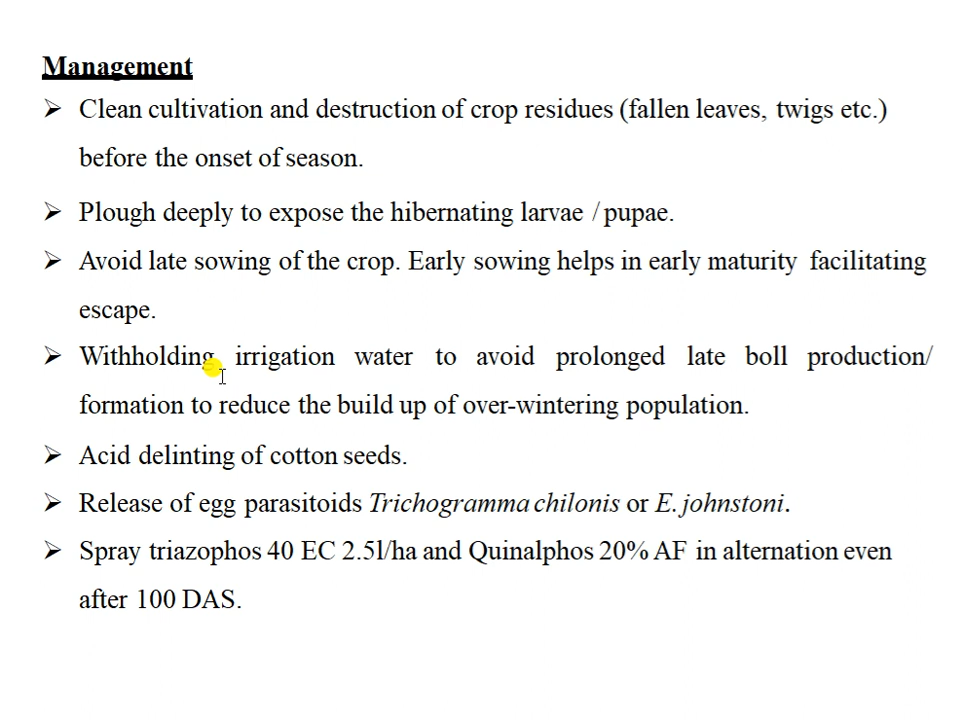 Management
➢ Clean cultivation and destruction of crop residues (fallen leaves, twigs etc.)
before the onset of season.
➢ Plough deeply to expose the hibernating larvae / pupae.
➢ Avoid late sowing of the crop. Early sowing helps in early maturity facilitating
escape.
➢ Withholding irrigation water to avoid prolonged late boll production/
formation to reduce the build up of over-wintering population.
➢ Acid delinting of cotton seeds.
➢ Release of egg parasitoids Trichogramma chilonis or E. johnstoni.
➢ Spray triazophos 40 EC 2.5l/ha and Quinalphos 20% AF in alternation even
after 100 DAS.